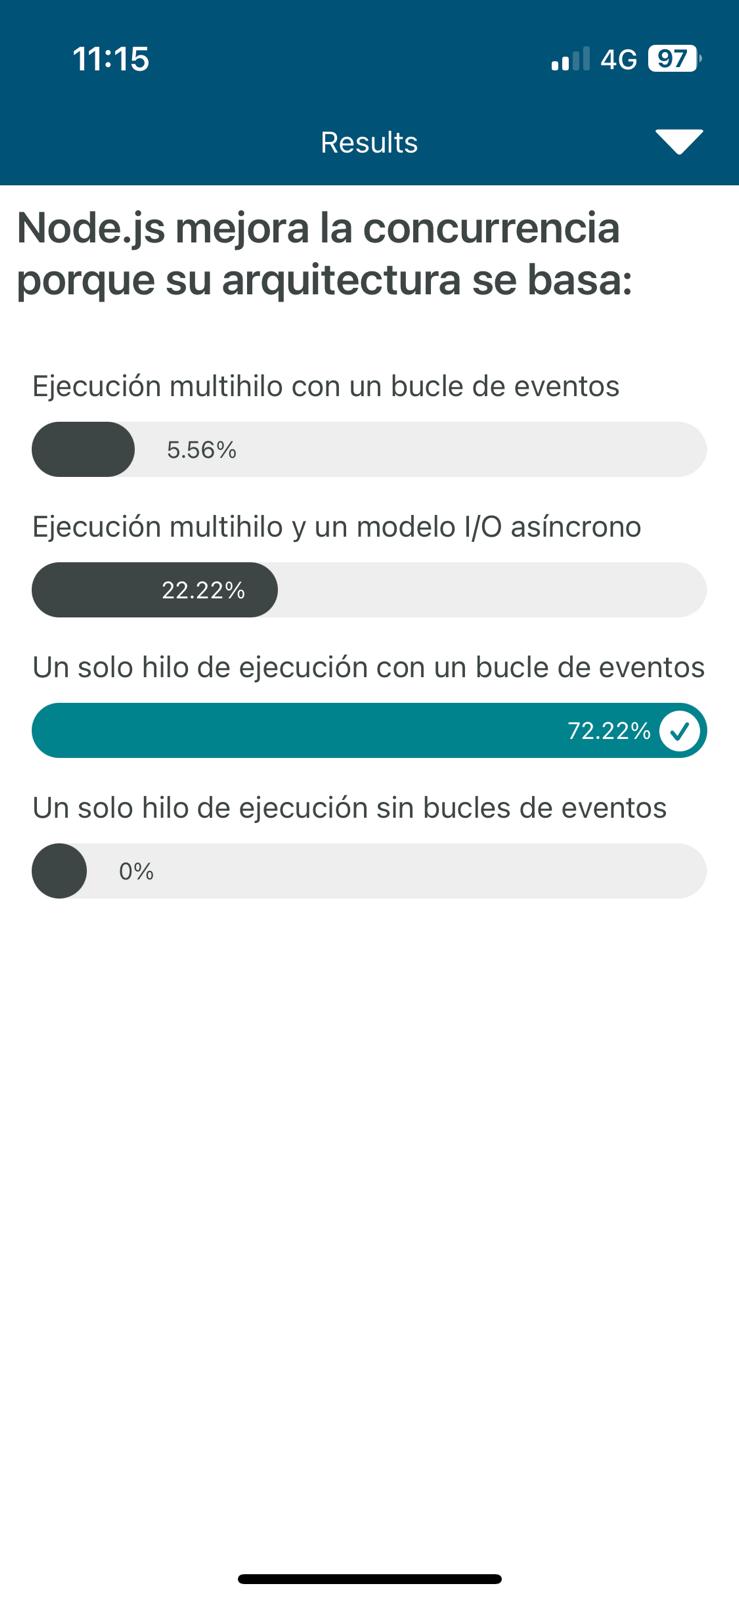 11:15
4G 97
Results
Node.js mejora la concurrencia
porque su arquitectura se basa:
Ejecución multihilo con un bucle de eventos
5.56%
Ejecución multihilo y un modelo I/O asíncrono
22.22%
Un solo hilo de ejecución con un bucle de eventos
72.22%
Un solo hilo de ejecución sin bucles de eventos
0%